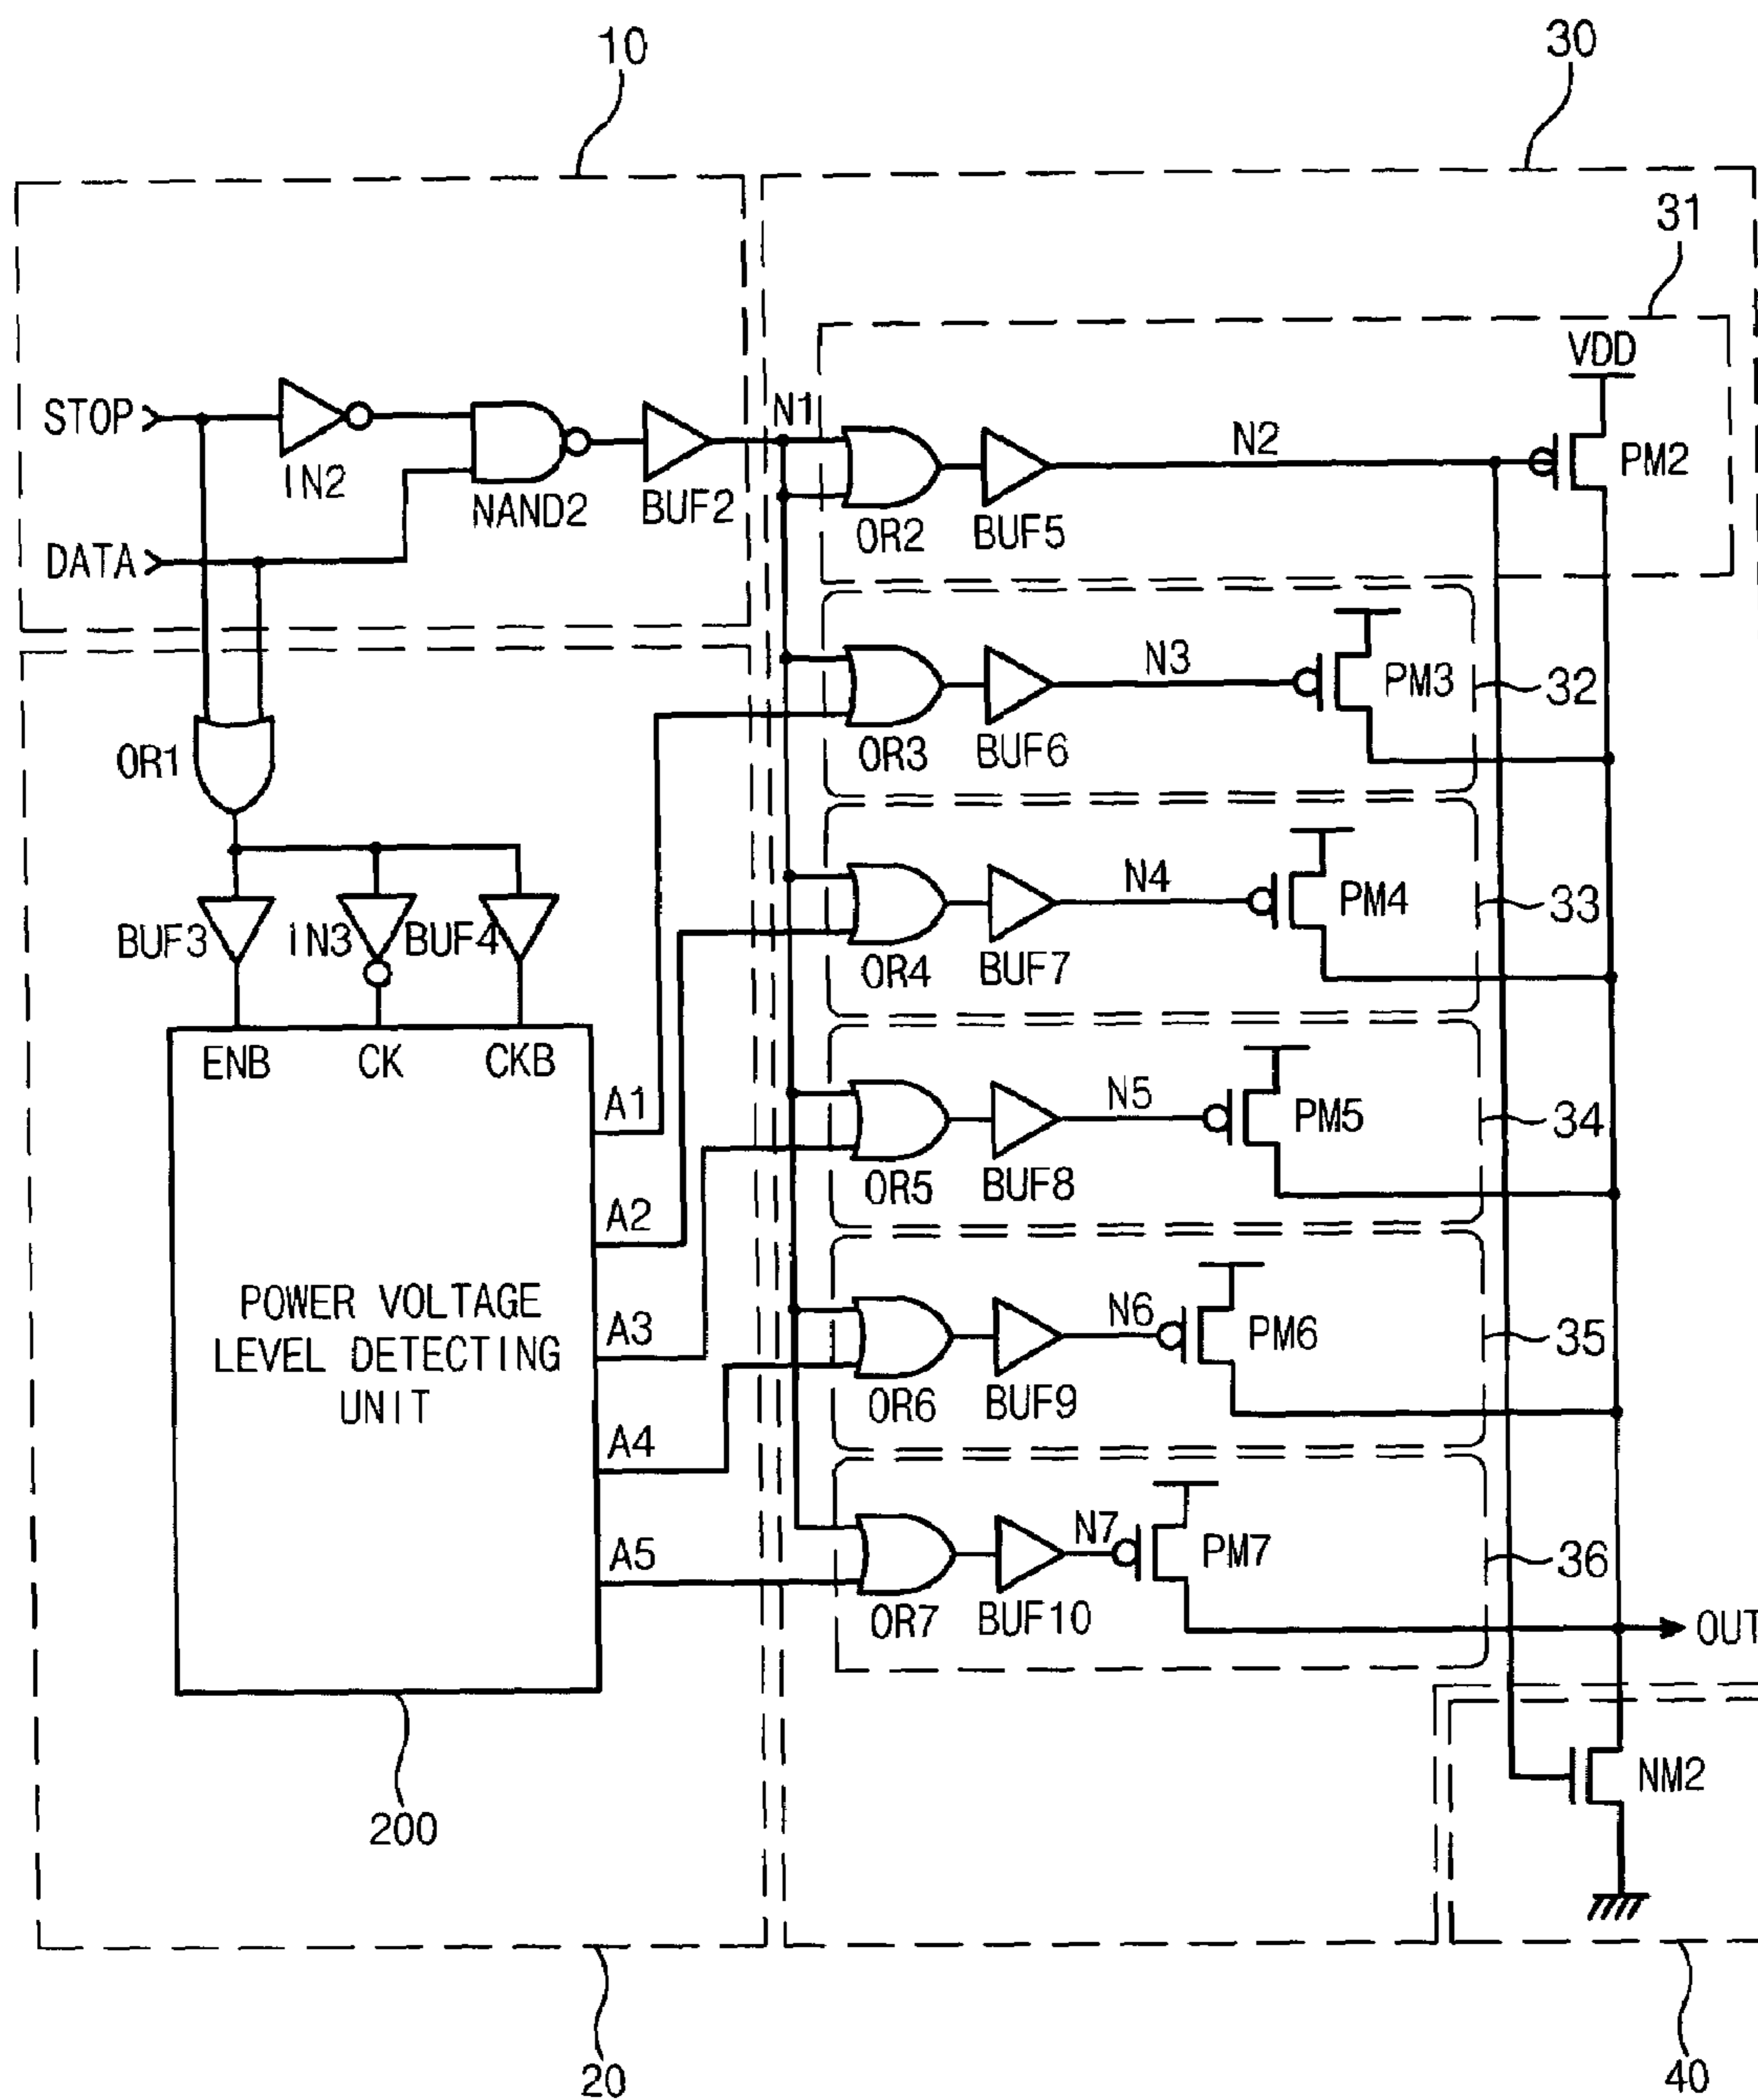 10
30
31
VDD
STOP
N1
N2
PM2
IN2
NAND2
BUF2
OR2
BUF5
DATA
N3
PM3
32
OR1
OR3
BUF6
N4
PM4
33
BUF3
IN3
BUF4
OR4
BUF7
ENB
CK
CKB
A1
N5
PM5
34
OR5
BUF8
A2
POWER VOLTAGE
LEVEL DETECTING
UNIT
A3
N6
PM6
35
OR6
BUF9
A4
N7
PM7
36
A5
OR7
BUF10
OUT
NM2
200
20
40